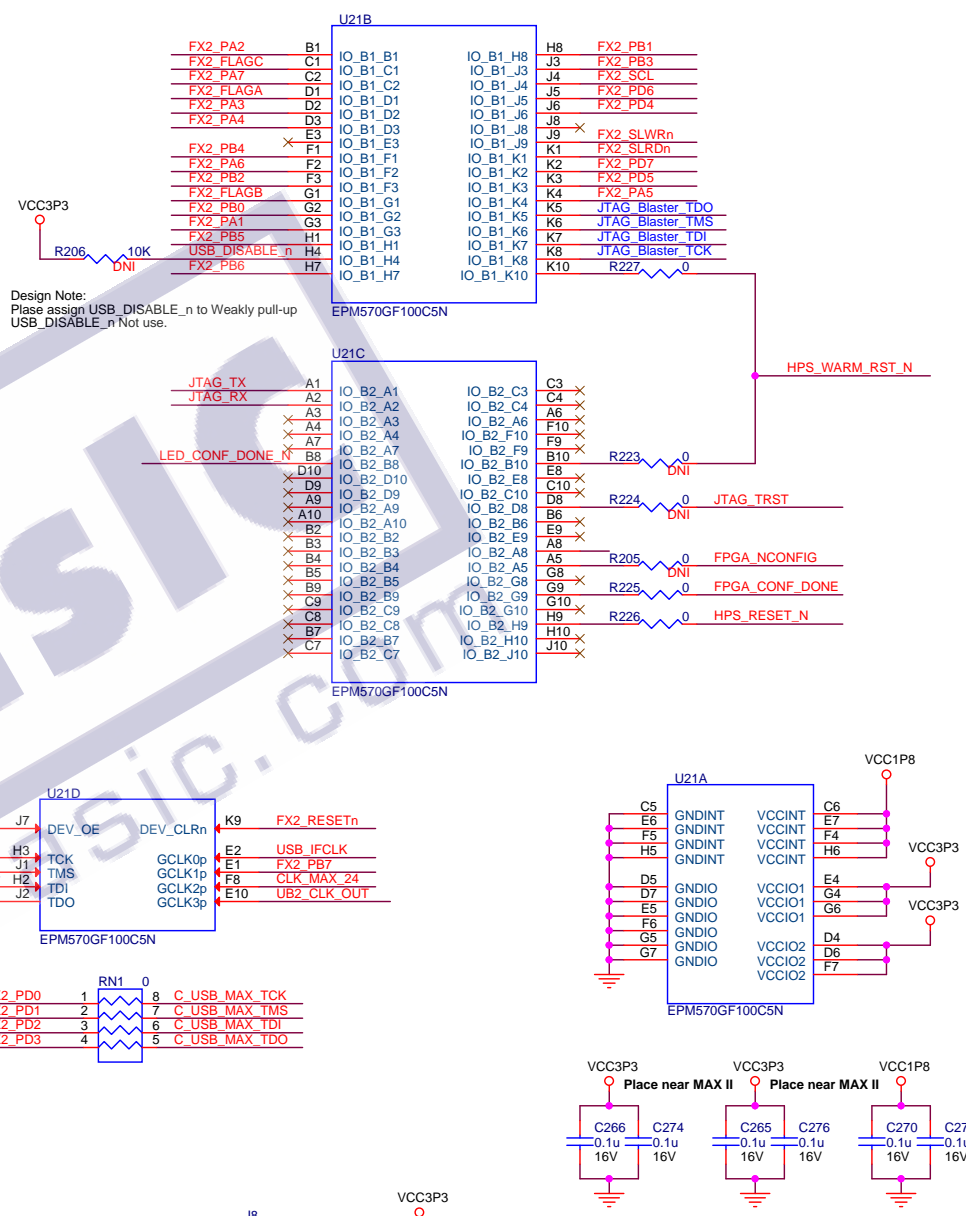 U21B
FX2_PA2 B1 IO_B1_B1 IO_B1_H8 H8 FX2_PB1
FX2_FLAGC C1 IO_B1_C1 IO_B1_J3 J3 FX2_PB3
FX2_PA7 C2 IO_B1_C2 IO_B1_J4 J4 FX2_SCL
FX2_FLAGA D1 IO_B1_D1 IO_B1_J5 J5 FX2_PD6
FX2_PA3 D2 IO_B1_D2 IO_B1_J6 J6 FX2_PD4
FX2_PA4 D3 IO_B1_D3 IO_B1_J8 J8
E3 IO_B1_E3 IO_B1_J9 J9 FX2_SLWRn
FX2_PB4 F1 IO_B1_F1 IO_B1_K1 K1 FX2_SLRDn
FX2_PA6 F2 IO_B1_F2 IO_B1_K2 K2 FX2_PD7
FX2_PB2 F3 IO_B1_F3 IO_B1_K3 K3 FX2_PD5
FX2_FLAGB G1 IO_B1_G1 IO_B1_K4 K4 FX2_PA5
FX2_PB0 G2 IO_B1_G2 IO_B1_K5 K5 JTAG_Blaster_TDO
FX2_PA1 G3 IO_B1_G3 IO_B1_K6 K6 JTAG_Blaster_TMS
FX2_PB5 H1 IO_B1_H1 IO_B1_K7 K7 JTAG_Blaster_TDI
USB_DISABLE_n H4 IO_B1_H4 IO_B1_K8 K8 JTAG_Blaster_TCK
FX2_PB6 H7 IO_B1_H7 IO_B1_K10 K10 R227 0
VCC3P3
R206 10K
DNI
EPM570GF100C5N
Design Note:
Plase assign USB_DISABLE_n to Weakly pull-up
USB_DISABLE_n Not use.
HPS_WARM_RST_N
U21C
JTAG_TX A1 IO_B2_A1 IO_B2_C3 C3
JTAG_RX A2 IO_B2_A2 IO_B2_C4 C4
A3 IO_B2_A3 IO_B2_A6 A6
A4 IO_B2_A4 IO_B2_F10 F10
A7 IO_B2_A7 IO_B2_F9 F9
LED_CONF_DONE_N B8 IO_B2_B8 IO_B2_B10 B10 R223 0 DNI
D10 IO_B2_D10 IO_B2_E8 E8
D9 IO_B2_D9 IO_B2_C10 C10
A9 IO_B2_A9 IO_B2_D8 D8 R224 0 DNI JTAG_TRST
A10 IO_B2_A10 IO_B2_B6 B6
B2 IO_B2_B2 IO_B2_E9 E9
B3 IO_B2_B3 IO_B2_A8 A8
B4 IO_B2_B4 IO_B2_A5 A5 R205 0 DNI FPGA_NCONFIG
B5 IO_B2_B5 IO_B2_G8 G8
B9 IO_B2_B9 IO_B2_G9 G9 R225 0 FPGA_CONF_DONE
C9 IO_B2_C9 IO_B2_G10 G10
C8 IO_B2_C8 IO_B2_H9 H9 R226 0 HPS_RESET_N
B7 IO_B2_B7 IO_B2_H10 H10
C7 IO_B2_C7 IO_B2_J10 J10
EPM570GF100C5N
asic.com
U21D
J7 DEV_OE DEV_CLRn K9 FX2_RESETn
H3 TCK GCLK0p E2 USB_IFCLK
J1 TMS GCLK1p E1 FX2_PB7
H2 TDI GCLK2p F8 CLK_MAX_24
J2 TDO GCLK3p E10 UB2_CLK_OUT
EPM570GF100C5N
VCC1P8
U21A
C5 GNDINT VCCINT C6
E6 GNDINT VCCINT E7
F5 GNDINT VCCINT F4
H5 GNDINT VCCINT H6
VCC3P3
D5 GNDIO VCCIO1 E4
D7 GNDIO VCCIO1 G4
E5 GNDIO VCCIO1 G6
VCC3P3
F6 GNDIO
G5 GNDIO VCCIO2 D4
G7 GNDIO VCCIO2 D6
VCCIO2 F7
EPM570GF100C5N
RN1 0
2_PD0 1 8 C_USB_MAX_TCK
2_PD1 2 7 C_USB_MAX_TMS
2_PD2 3 6 C_USB_MAX_TDI
2_PD3 4 5 C_USB_MAX_TDO
VCC3P3 Place near MAX II VCC3P3 Place near MAX II VCC1P8
C266 C274 C265 C276 C270
0.1u 0.1u 0.1u 0.1u 0.1u
16V 16V 16V 16V 16V 16V
VCC3P3